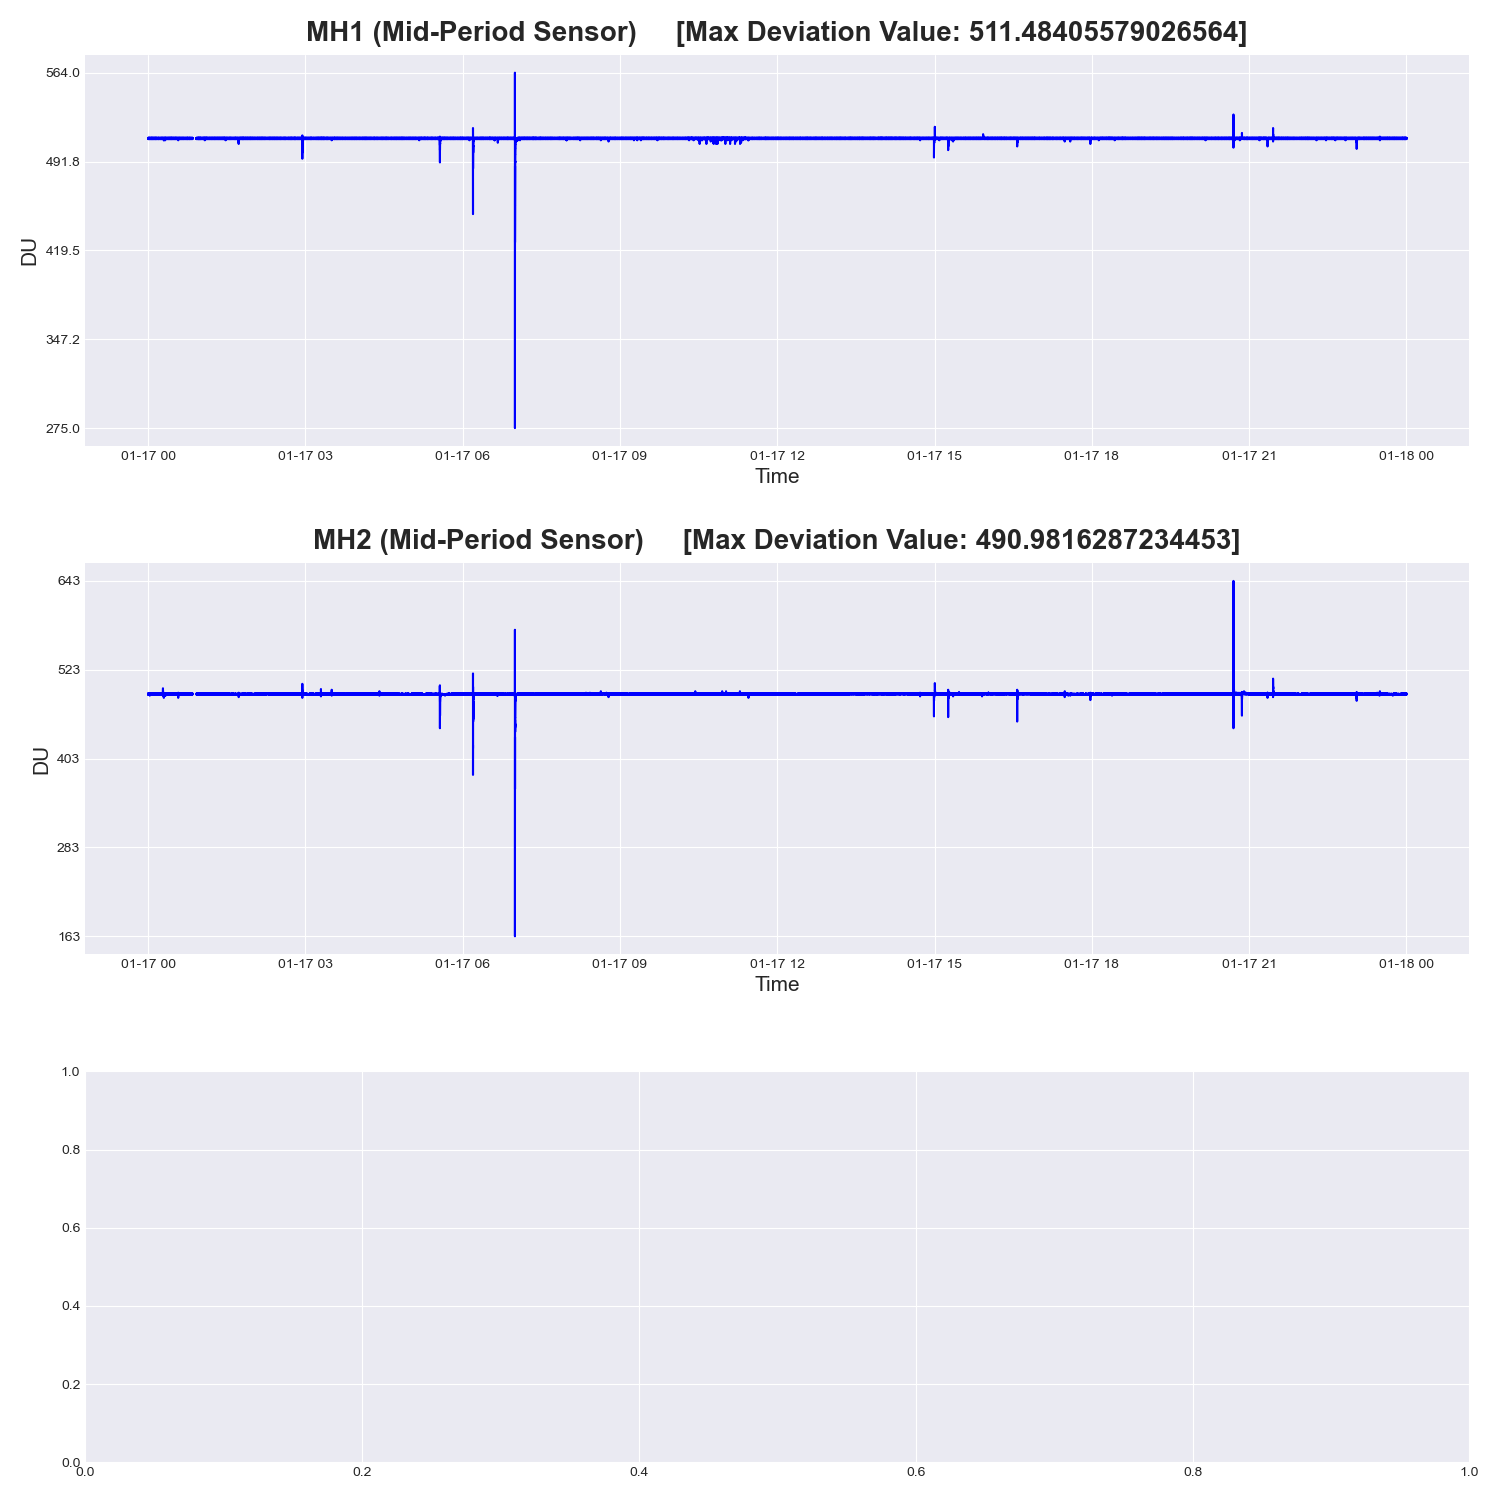 MH1 (Mid-Period Sensor) [Max Deviation Value: 511.48405579026564]
564.0
491.8
419.5
347.2
275.0
DU
01-17 00 01-17 03 01-17 06 01-17 09 01-17 12 01-17 15 01-17 18 01-17 21 01-18 00
Time
MH2 (Mid-Period Sensor) [Max Deviation Value: 490.9816287234453]
643
523
403
283
163
DU
01-17 00 01-17 03 01-17 06 01-17 09 01-17 12 01-17 15 01-17 18 01-17 21 01-18 00
Time
1.0
0.8
0.6
0.4
0.2
0.0
0.0 0.2 0.4 0.6 0.8 1.0